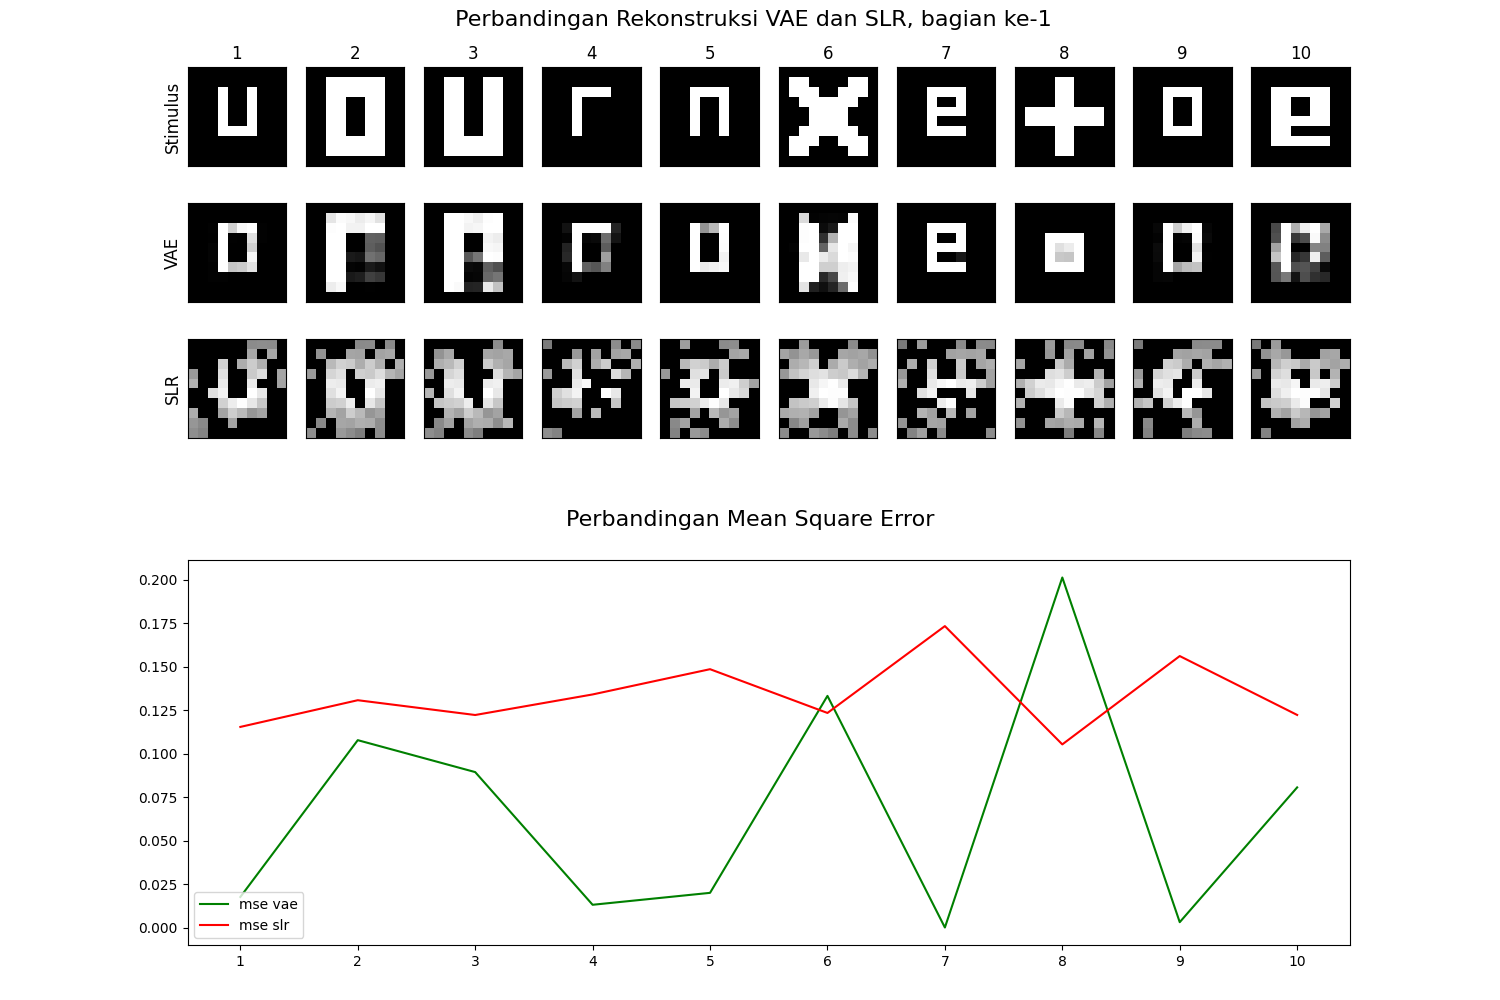 Perbandingan Rekonstruksi VAE dan SLR, bagian ke-1
1 2 3 4 5 6 7 8 9 10
Stimulus
VAE
SLR
Perbandingan Mean Square Error
0.200
0.175
0.150
0.125
0.100
0.075
0.050
0.025
0.000
mse vae
mse slr
1 2 3 4 5 6 7 8 9 10